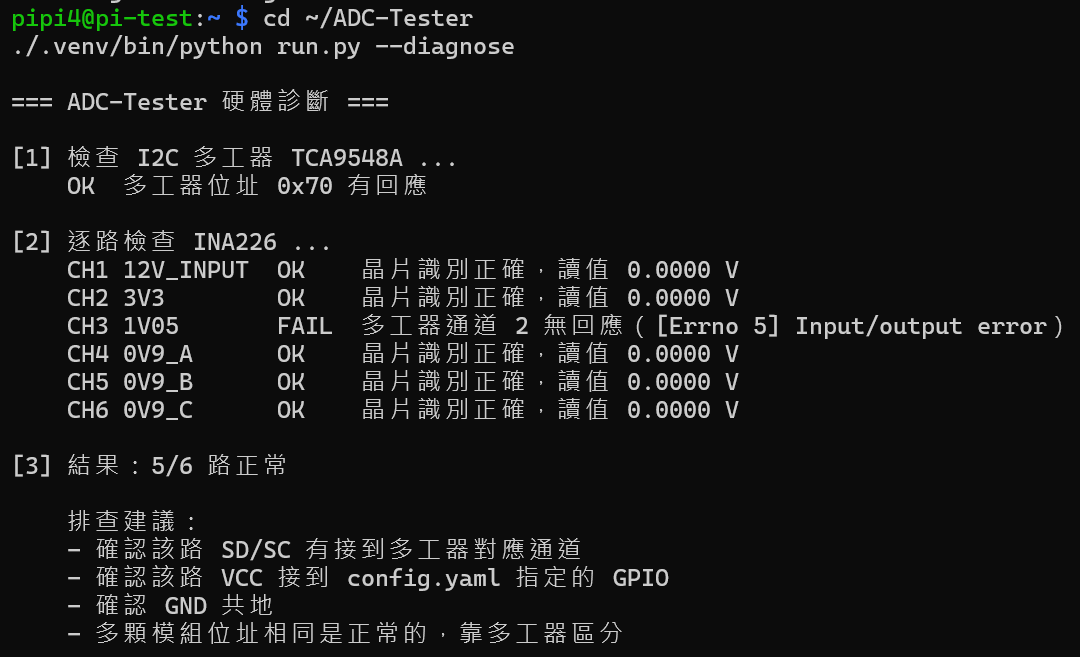 pipi4@pi-test:~ $ cd ~/ADC-Tester
./.venv/bin/python run.py --diagnose
=== ADC-Tester 硬體診斷 ===
[1] 檢查 I2C 多工器 TCA9548A ...
OK 多工器位址 0x70 有回應
[2] 逐路檢查 INA226 ...
CH1 12V_INPUT OK 晶片識別正確，讀值 0.0000 V
CH2 3V3 OK 晶片識別正確，讀值 0.0000 V
CH3 1V05 FAIL 多工器通道 2 無回應（[Errno 5] Input/output error）
CH4 0V9_A OK 晶片識別正確，讀值 0.0000 V
CH5 0V9_B OK 晶片識別正確，讀值 0.0000 V
CH6 0V9_C OK 晶片識別正確，讀值 0.0000 V
[3] 結果：5/6 路正常
排查建議：
- 確認該路 SD/SC 有接到多工器對應通道
- 確認該路 VCC 接到 config.yaml 指定的 GPIO
- 確認 GND 共地
- 多顆模組位址相同是正常的，靠多工器區分